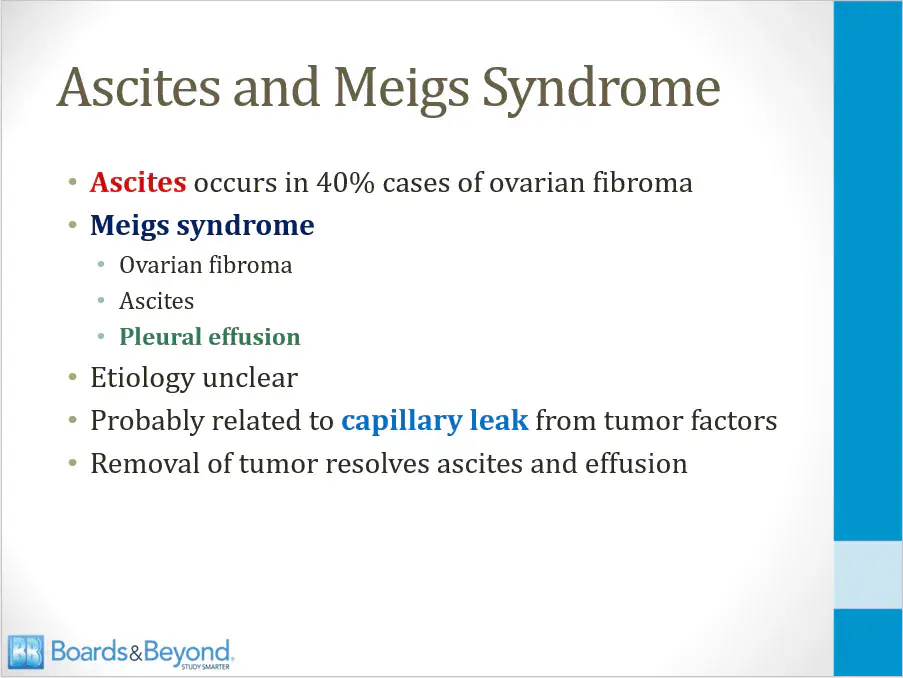 Ascites and Meigs Syndrome
• Ascites occurs in 40% cases of ovarian fibroma
• Meigs syndrome
• Ovarian fibroma
• Ascites
• Pleural effusion
• Etiology unclear
• Probably related to capillary leak from tumor factors
• Removal of tumor resolves ascites and effusion
BB Boards&Beyond.
STUDY SMARTER